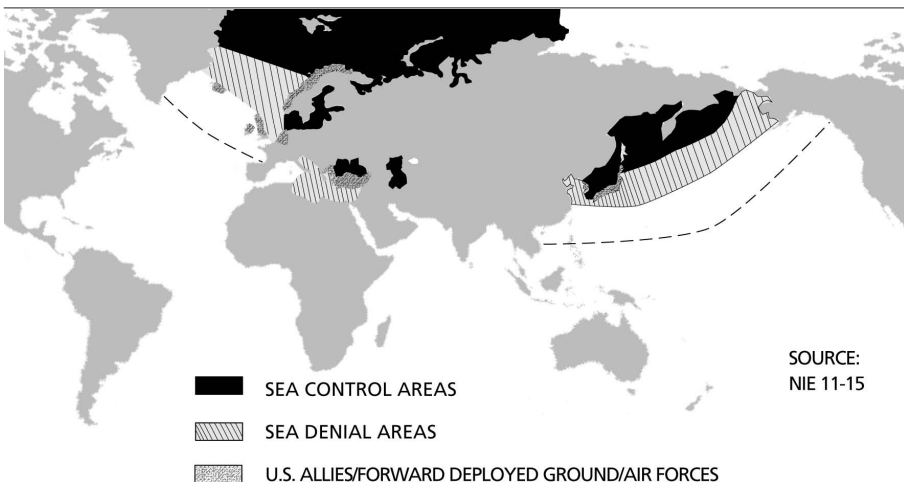 SOURCE:
NIE 11-15
SEA CONTROL AREAS
SEA DENIAL AREAS
U.S. ALLIES/FORWARD DEPLOYED GROUND/AIR FORCES